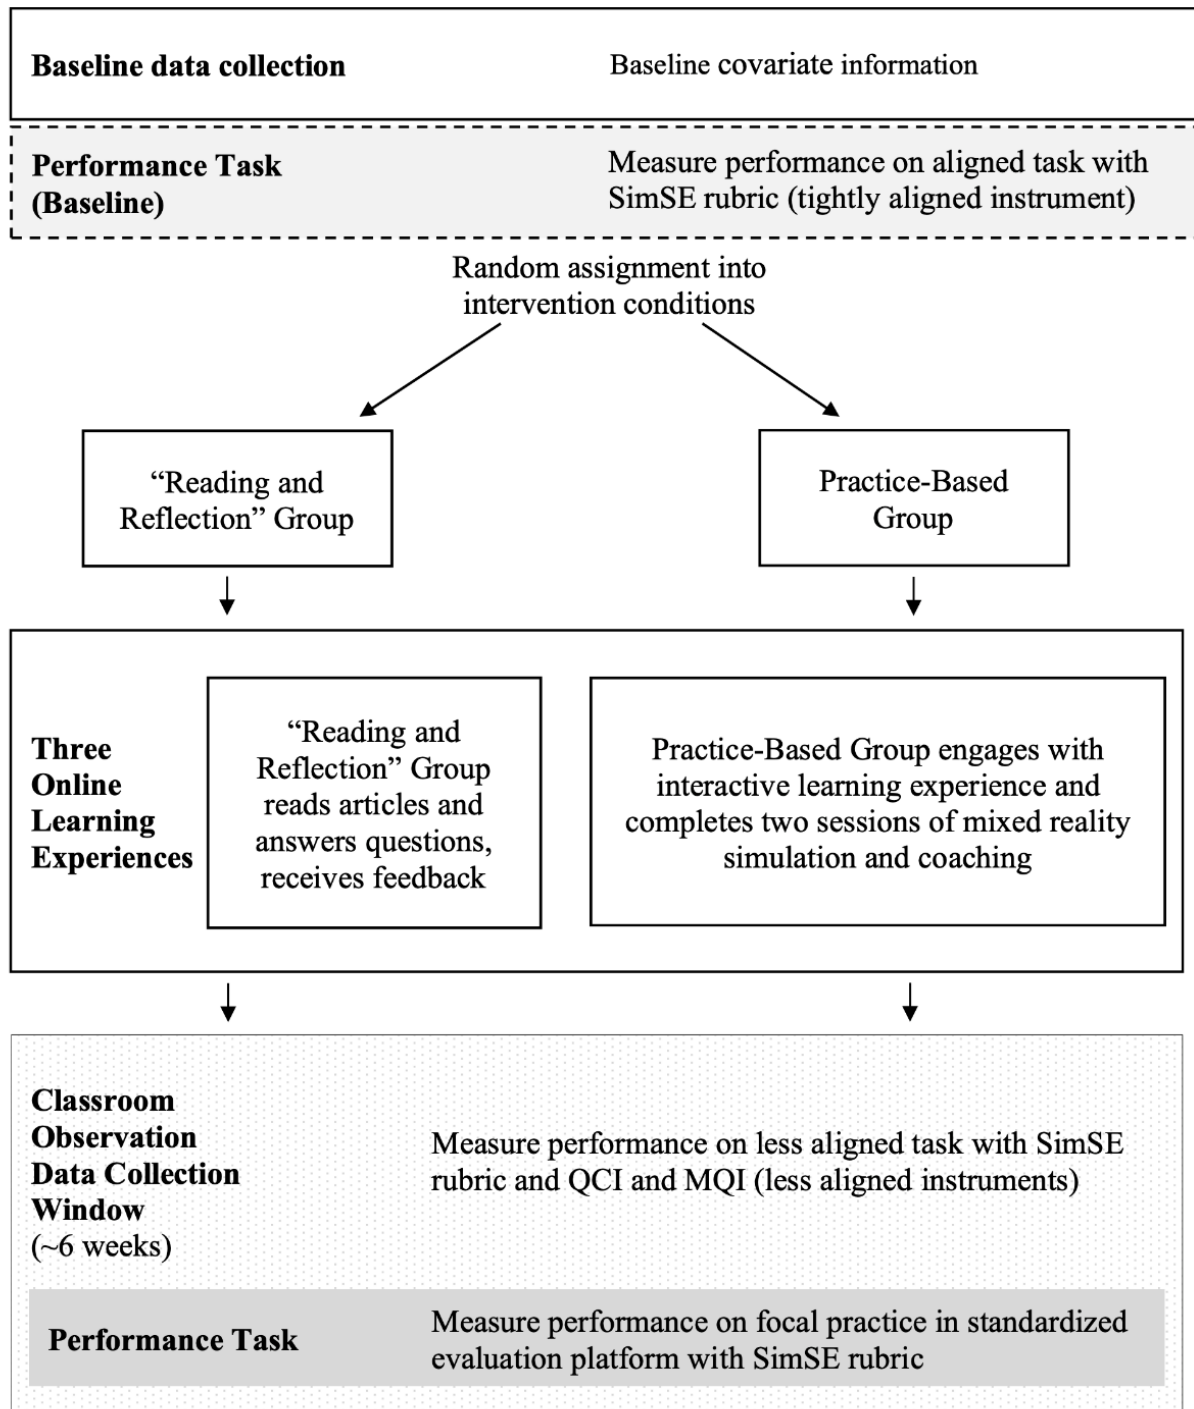 Baseline data collection
Baseline covariate information
Performance Task
(Baseline)
Measure performance on aligned task with
SimSE rubric (tightly aligned instrument)
Random assignment into
intervention conditions
“Reading and
Reflection” Group
Practice-Based
Group
Three
Online
Learning
Experiences
“Reading and
Reflection” Group
reads articles and
answers questions,
receives feedback
Practice-Based Group engages with
interactive learning experience and
completes two sessions of mixed reality
simulation and coaching
Classroom
Observation
Data Collection
Window
(~6 weeks)
Measure performance on less aligned task with SimSE
rubric and QCI and MQI (less aligned instruments)
Performance Task
Measure performance on focal practice in standardized
evaluation platform with SimSE rubric